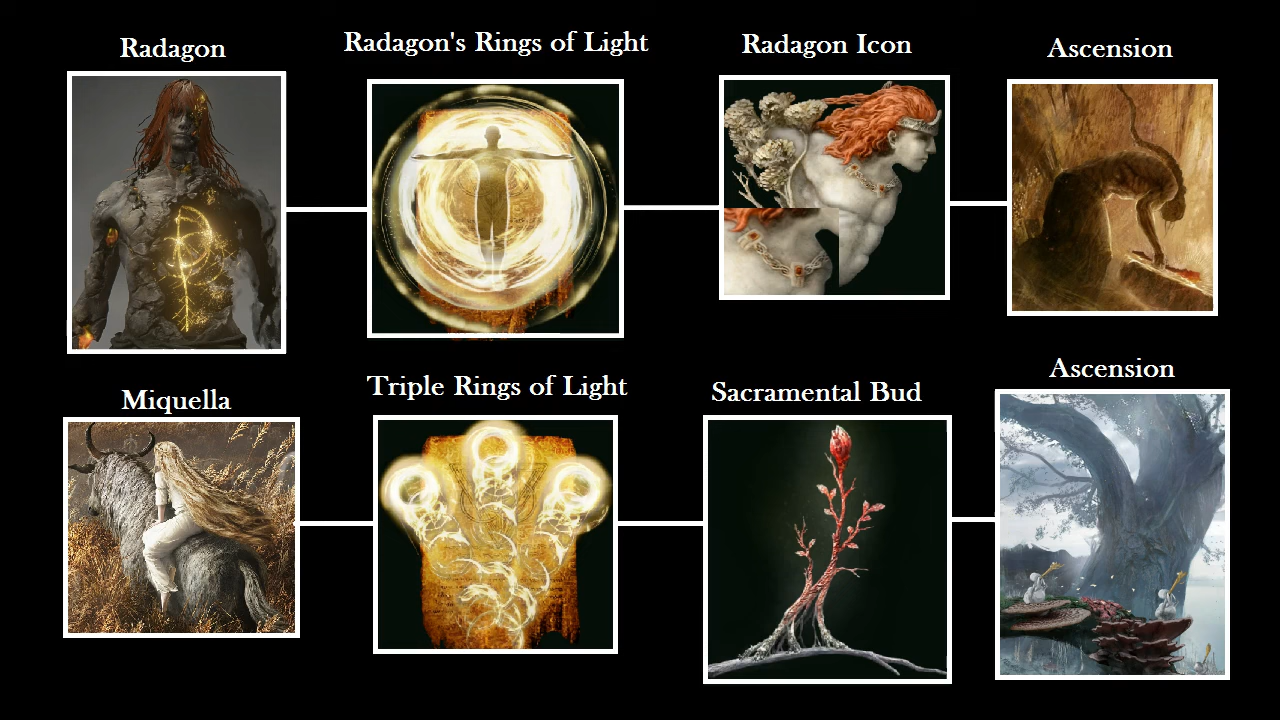 Radagon
Radagon's Rings of Light
Radagon Icon
Ascension
Miquella
Triple Rings of Light
Sacramental Bud
Ascension